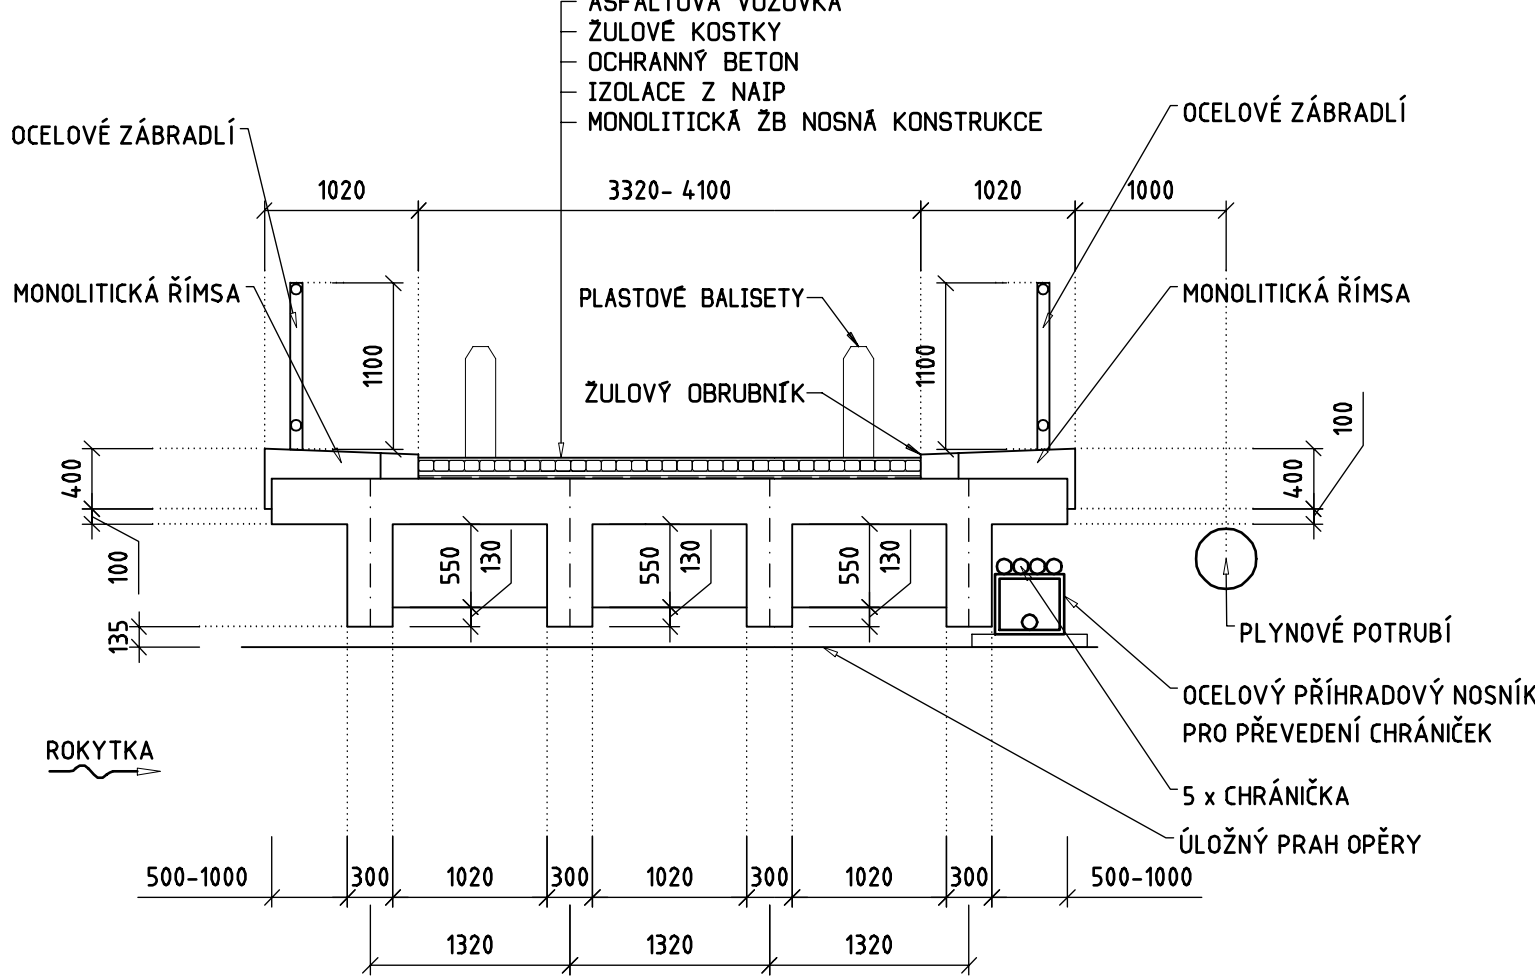 ASFALTOVÁ VOZOVKA
ŽULOVÉ KOSTKY
OCHRANNÝ BETON
IZOLACE Z NAIP
MONOLITICKÁ ŽB NOSNÁ KONSTRUKCE
OCELOVÉ ZÁBRADLÍ
OCELOVÉ ZÁBRADLÍ
1020
3320- 4100
1020
1000
MONOLITICKÁ ŘÍMSA
PLASTOVÉ BALISETY
MONOLITICKÁ ŘÍMSA
1100
1100
ŽULOVÝ OBRUBNÍK
100
400
400
100
550
130
550
130
550
130
135
PLYNOVÉ POTRUBÍ
OCELOVÝ PŘÍHRADOVÝ NOSNÍK
PRO PŘEVEDENÍ CHRÁNIČEK
ROKYTKA
5 x CHRÁNIČKA
ÚLOŽNÝ PRAH OPĚRY
500-1000
300
1020
300
1020
300
1020
300
500-1000
1320
1320
1320